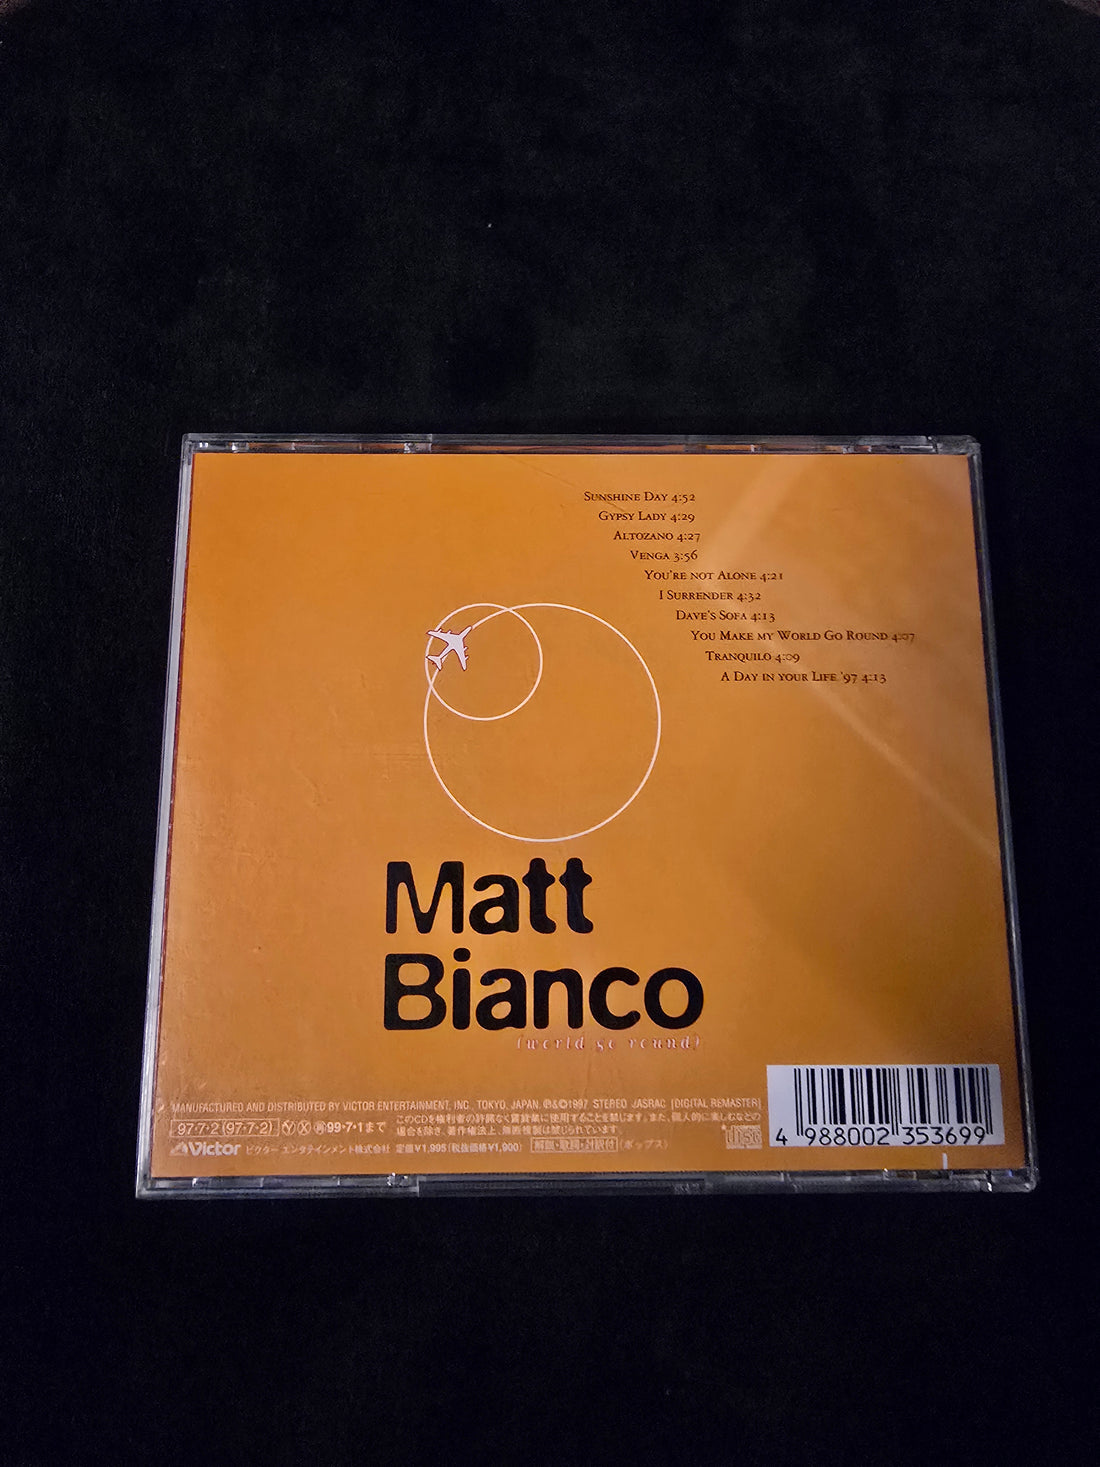 SUNSHINE DAY 4:52
GYPSY LADY 4:29
ALTOZANO 4:27
VENGA 3:56
YOU'RE NOT ALONE 4:21
I SURRENDER 4:32
DAVE'S SOFA 4:13
YOU MAKE MY WORLD GO ROUND 4:07
TRANQUILO 4:09
A DAY IN YOUR LIFE '97 4:13
Matt
Bianco
(world go round)
MANUFACTURED AND DISTRIBUTED BY VICTOR ENTERTAINMENT, INC., TOKYO, JAPAN. ℗&©1997 STEREO JASRAC [DIGITAL REMASTER]
97・7・2 (97・7・2) Ⓨ Ⓧ 99・7・1まで
このCDを権利者の許諾なく賃貸業に使用することを禁じます。また、個人的に楽しむなどの
場合を除き、著作権法上、無断複製は禁じられています。
Victor ビクター エンタテインメント株式会社 定価¥1,995(税抜価格¥1,900) 解説・歌詞・対訳付 (ポップス)
disc
4 988002 353699